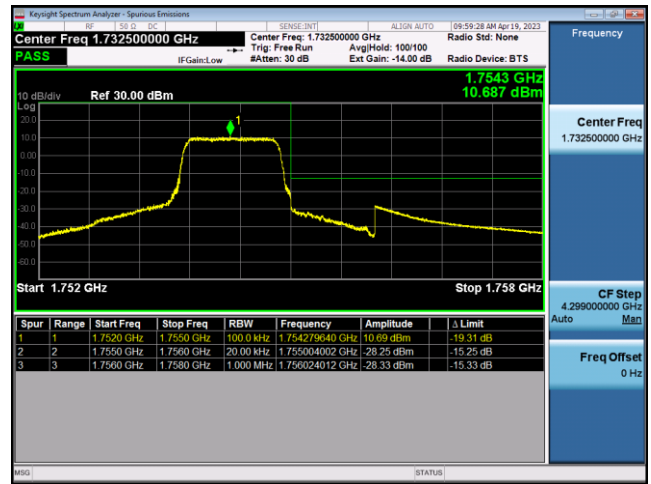 Keysight Spectrum Analyzer - Spurious Emissions
RF 50 Ω DC SENSE:INT ALIGN AUTO 09:59:28 AM Apr 19, 2023
Center Freq 1.732500000 GHz
PASS
IFGain:Low
Center Freq: 1.732500000 GHz
Trig: Free Run Avg|Hold: 100/100
#Atten: 30 dB Ext Gain: -14.00 dB
Radio Std: None
Radio Device: BTS
1.7543 GHz
10.687 dBm
10 dB/div Ref 30.00 dBm
Log
20.0
10.0
0.00
-10.0
-20.0
-30.0
-40.0
-50.0
-60.0
1
Start 1.752 GHz Stop 1.758 GHz
Spur Range Start Freq Stop Freq RBW Frequency Amplitude Δ Limit
1 1 1.7520 GHz 1.7550 GHz 100.0 kHz 1.754279640 GHz 10.69 dBm -19.31 dB
2 2 1.7550 GHz 1.7560 GHz 20.00 kHz 1.755004002 GHz -28.25 dBm -15.25 dB
3 3 1.7560 GHz 1.7580 GHz 1.000 MHz 1.756024012 GHz -28.33 dBm -15.33 dB
MSG STATUS
Frequency
Center Freq
1.732500000 GHz
CF Step
4.299000000 GHz
Auto Man
Freq Offset
0 Hz